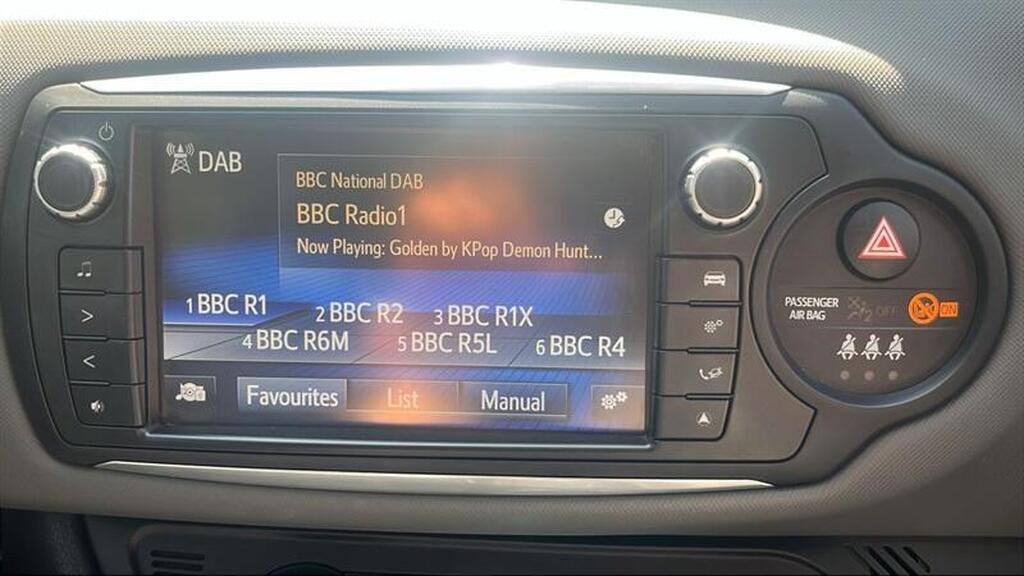 DAB
BBC National DAB
BBC Radio1
Now Playing: Golden by KPop Demon Hunt...
1 BBC R1
2 BBC R2
3 BBC R1X
4 BBC R6M
5 BBC R5L
6 BBC R4
Favourites
List
Manual
PASSENGER
AIR BAG
OFF
ON